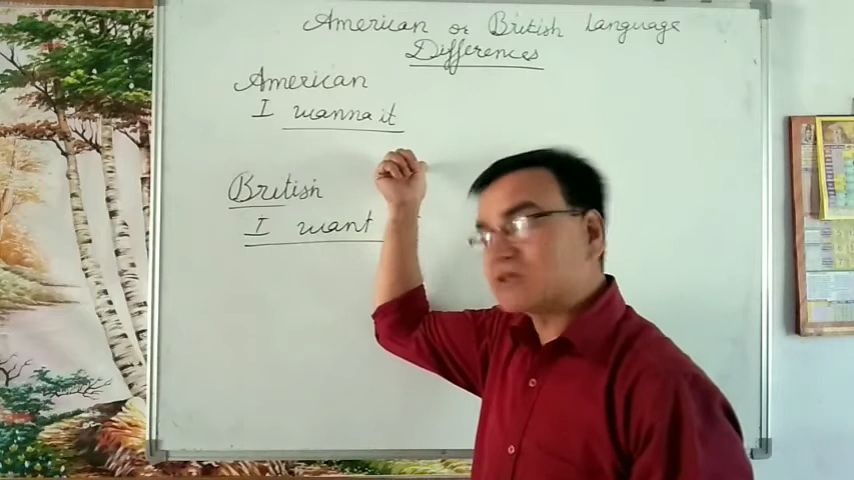 American or British Language
Differences
American
I wanna it
British
I want